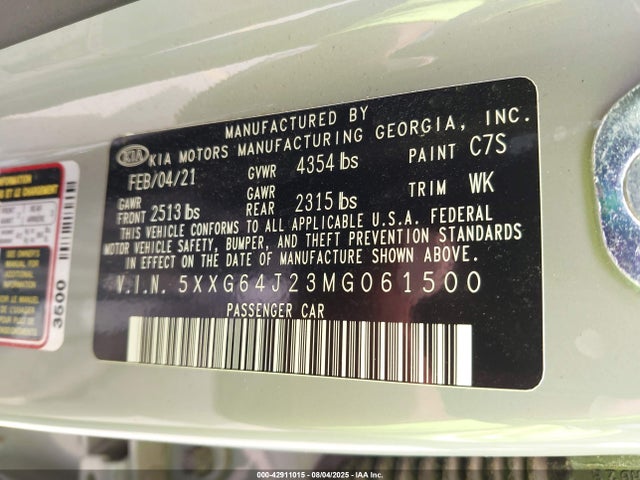 MANUFACTURED BY
KIA KIA MOTORS MANUFACTURING GEORGIA, INC.
FEB/04/21 GVWR 4354 lbs PAINT C7S
GAWR FRONT 2513 lbs GAWR REAR 2315 lbs TRIM WK
THIS VEHICLE CONFORMS TO ALL APPLICABLE U.S.A. FEDERAL
MOTOR VEHICLE SAFETY, BUMPER, AND THEFT PREVENTION STANDARDS
IN EFFECT ON THE DATE OF MANUFACTURE SHOWN ABOVE.
V.I.N. 5XXG64J23MG061500
PASSENGER CAR
3500
000-42911015 - 08/04/2025 - IAA Inc.